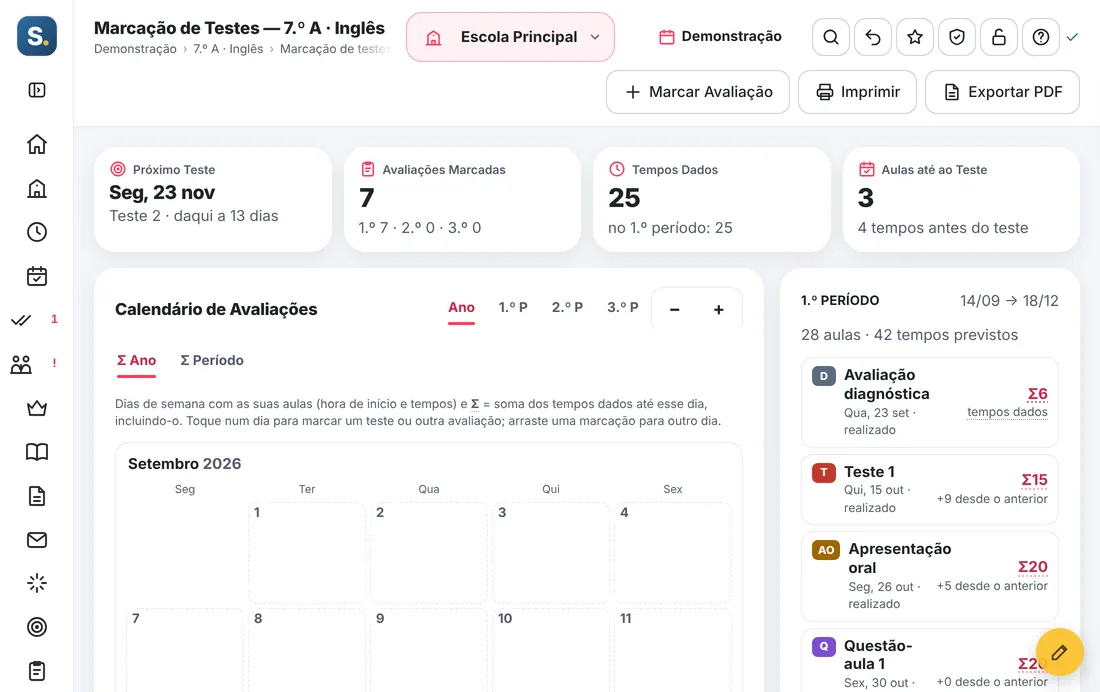 S.
Marcação de Testes — 7.º A · Inglês
Demonstração › 7.º A · Inglês › Marcação de testes
Escola Principal
Demonstração
Marcar Avaliação
Imprimir
Exportar PDF
Próximo Teste
Seg, 23 nov
Teste 2 · daqui a 13 dias
Avaliações Marcadas
7
1.º 7 · 2.º 0 · 3.º 0
Tempos Dados
25
no 1.º período: 25
Aulas até ao Teste
3
4 tempos antes do teste
1
!
Calendário de Avaliações
Ano 1.º P 2.º P 3.º P − +
Σ Ano Σ Período
Dias de semana com as suas aulas (hora de início e tempos) e Σ = soma dos tempos dados até esse dia,
incluindo-o. Toque num dia para marcar um teste ou outra avaliação; arraste uma marcação para outro dia.
Setembro 2026
Seg Ter Qua Qui Sex
1 2 3 4
7 8 9 10 11
1.º PERÍODO 14/09 → 18/12
28 aulas · 42 tempos previstos
D
Avaliação
diagnóstica
Qua, 23 set ·
realizado
Σ6
tempos dados
T
Teste 1
Qui, 15 out ·
realizado
Σ15
+9 desde o anterior
AO
Apresentação
oral
Seg, 26 out ·
realizado
Σ20
+5 desde o anterior
Q
Questão-
aula 1
Sex, 30 out ·
Σ20
+0 desde o anterior